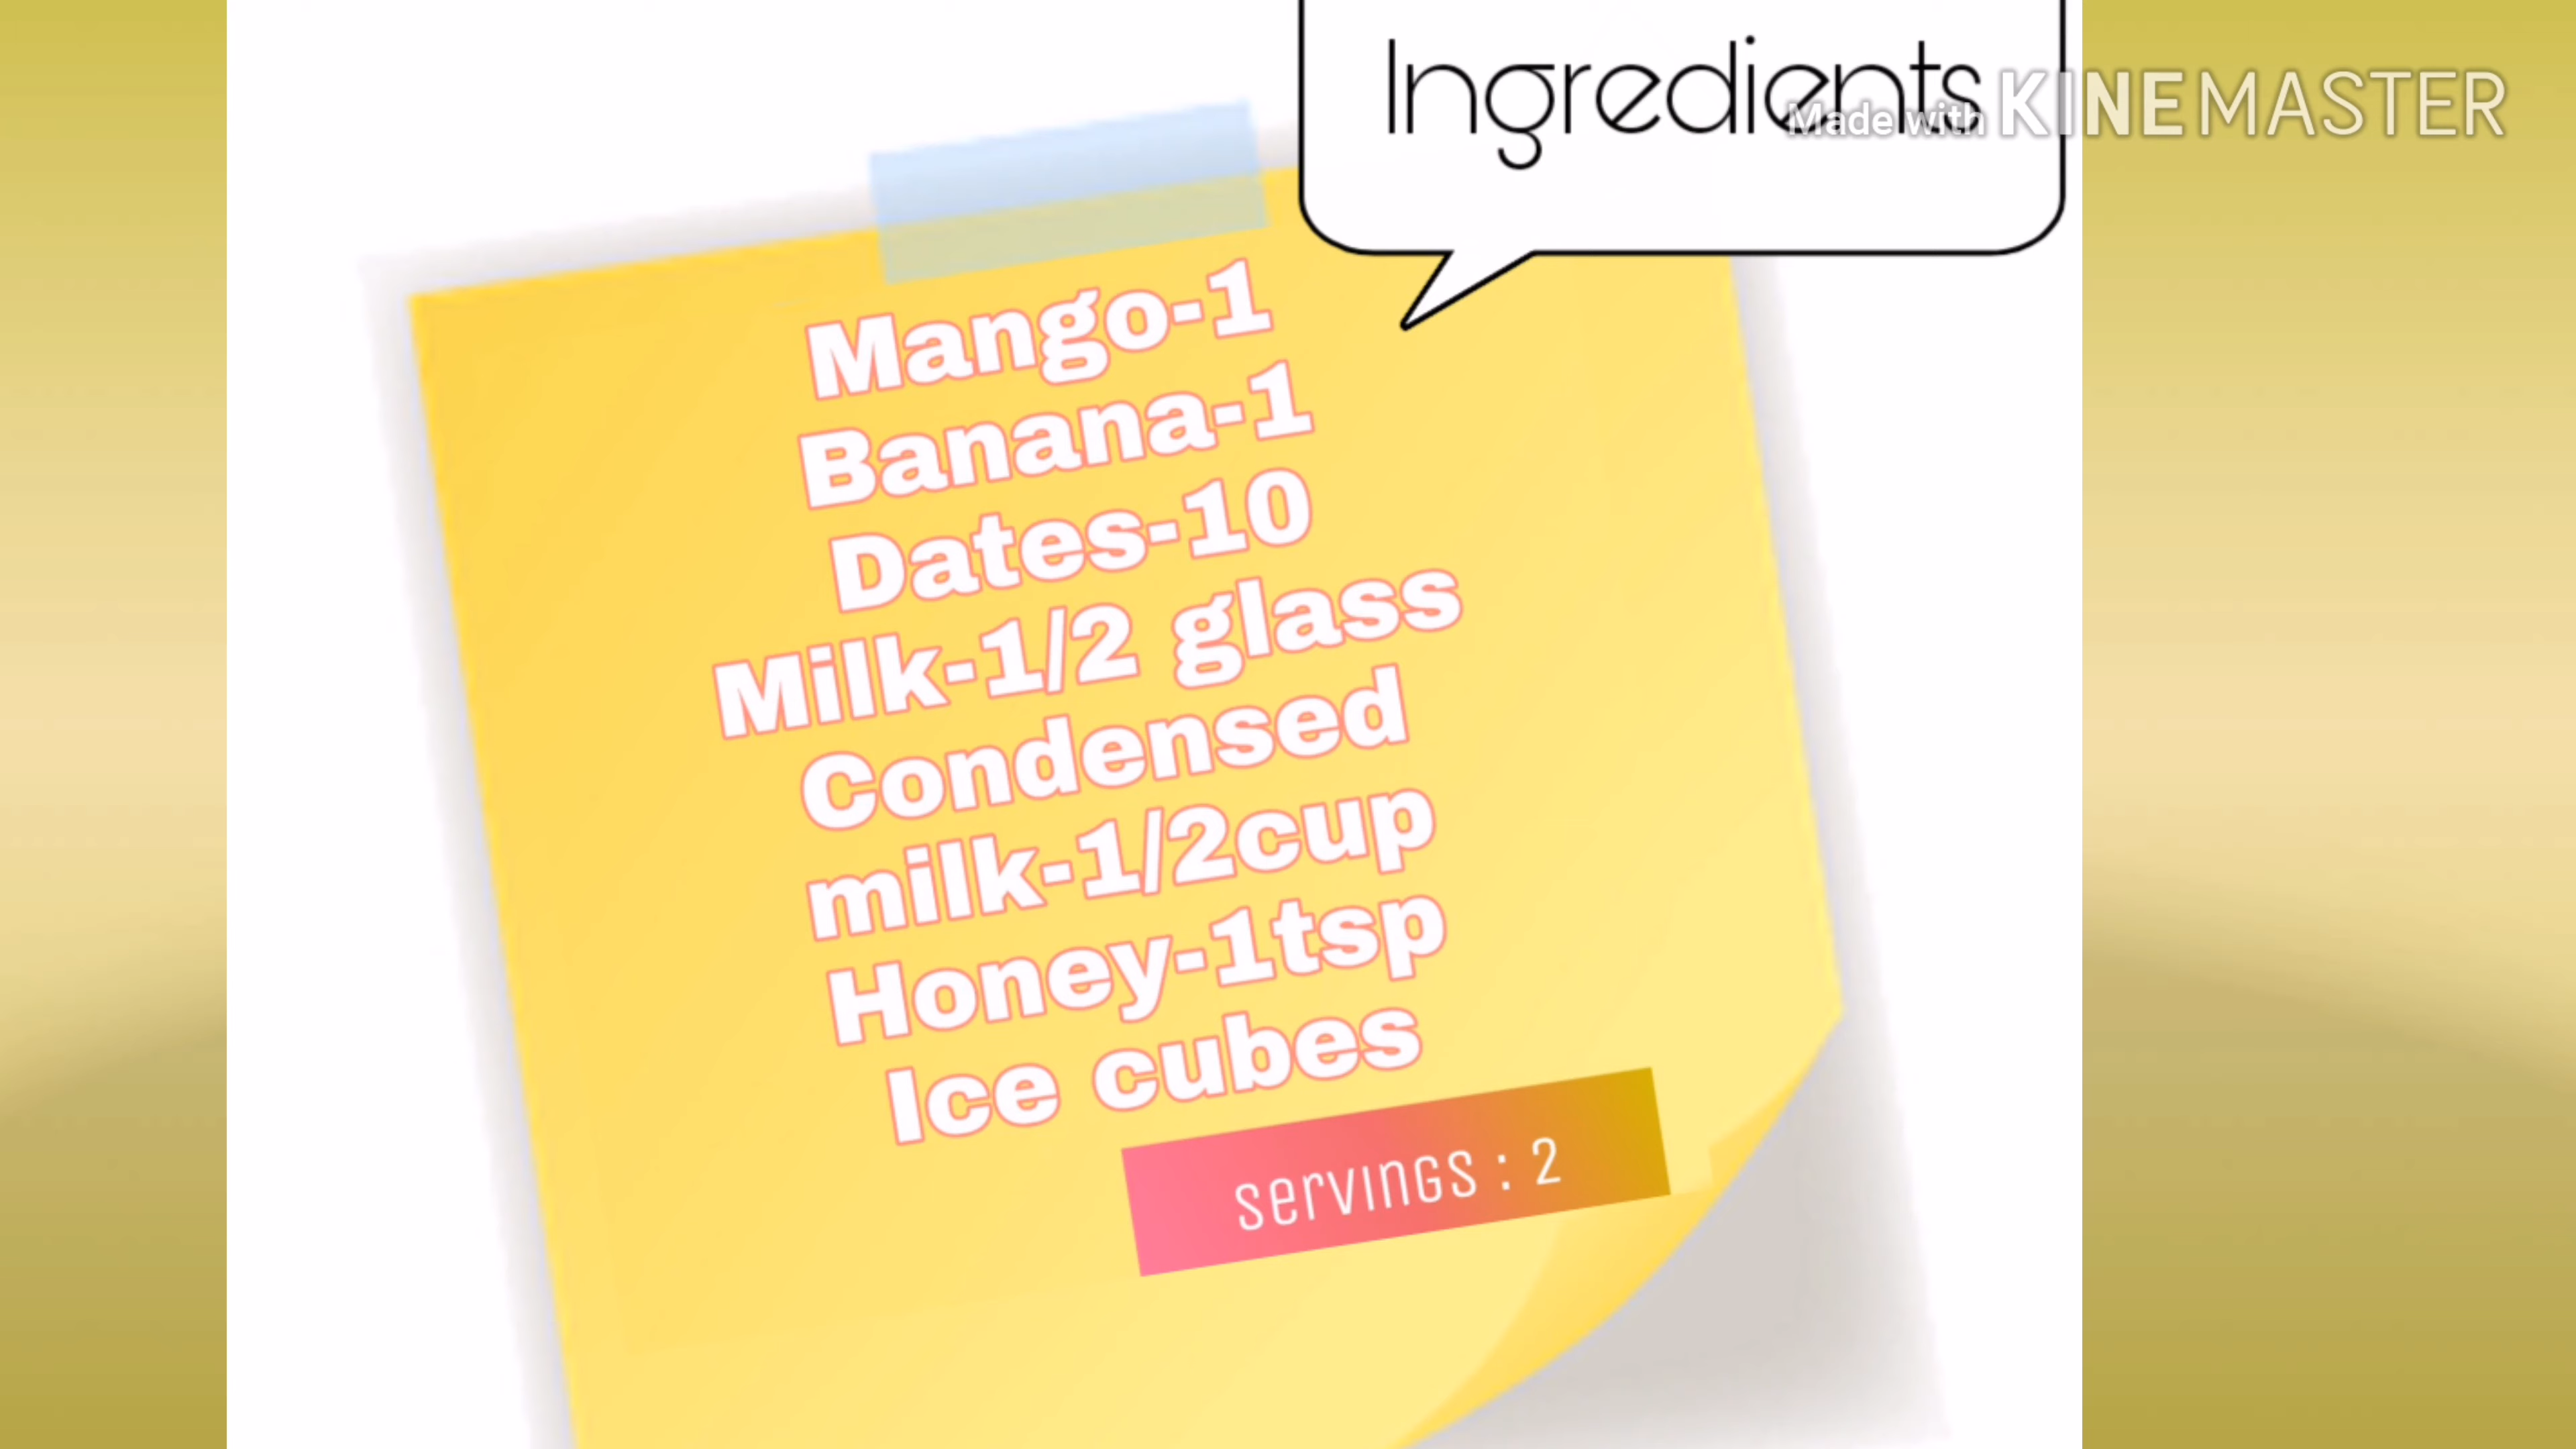 Ingredients
Made with KINEMASTER
Mango-1
Banana-1
Dates-10
Milk-1/2 glass
Condensed
milk-1/2cup
Honey-1tsp
Ice cubes
servings : 2